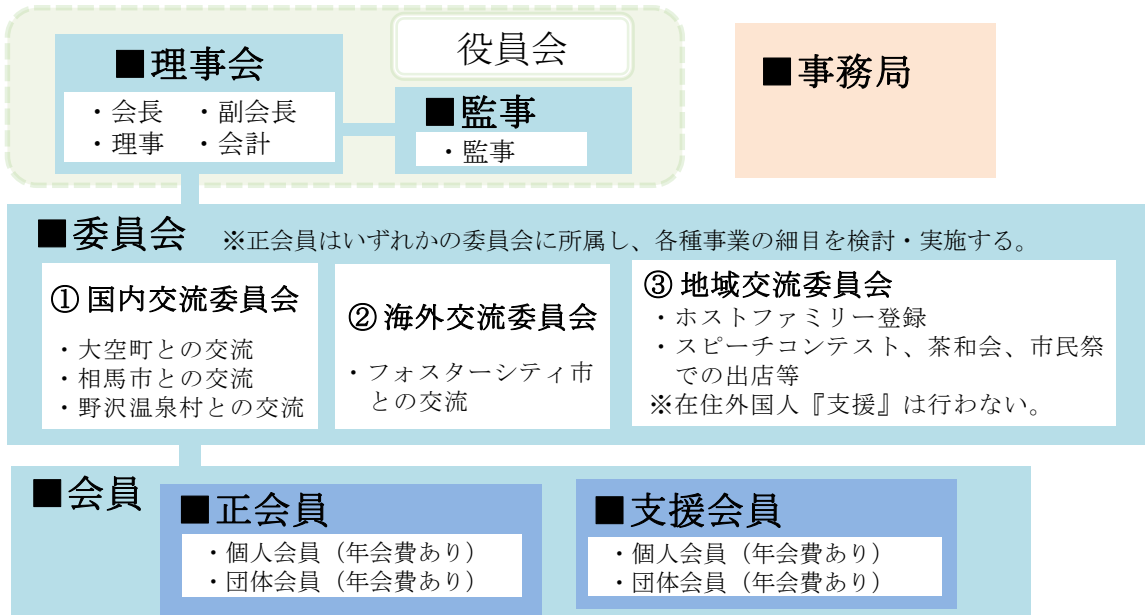 役員会
■理事会
・会長 ・副会長
・理事 ・会計
■監事
・監事
■事務局
■委員会 ※正会員はいずれかの委員会に所属し、各種事業の細目を検討・実施する。
① 国内交流委員会
・大空町との交流
・相馬市との交流
・野沢温泉村との交流
② 海外交流委員会
・フォスターシティ市
との交流
③ 地域交流委員会
・ホストファミリー登録
・スピーチコンテスト、茶和会、市民祭
での出店等
※在住外国人『支援』は行わない。
■会員
■正会員
・個人会員（年会費あり）
・団体会員（年会費あり）
■支援会員
・個人会員（年会費あり）
・団体会員（年会費あり）